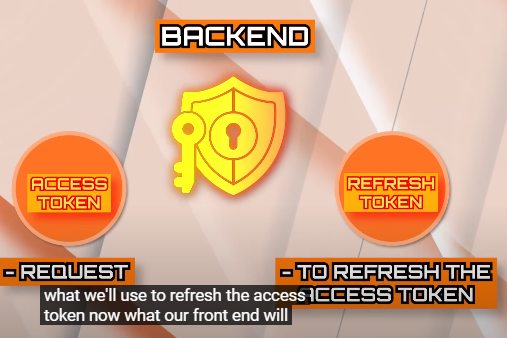 BACKEND
ACCESS
TOKEN
REFRESH
TOKEN
- REQUEST
- TO REFRESH THE
ACCESS TOKEN
what we'll use to refresh the access
token now what our front end will